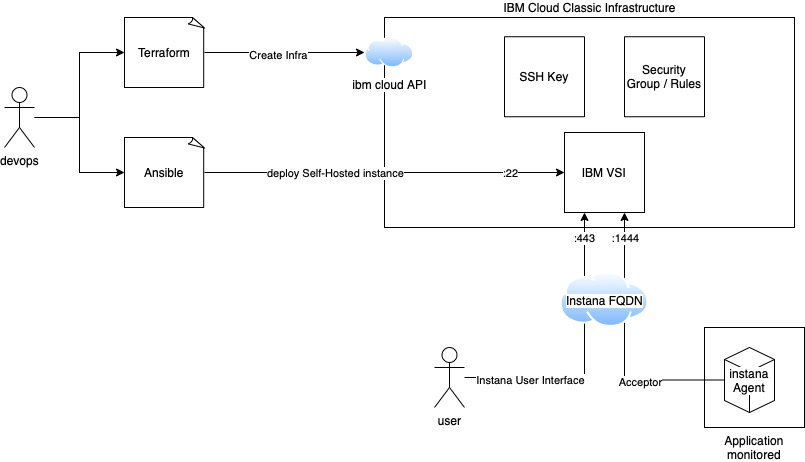 IBM Cloud Classic Infrastructure
Terraform
Create Infra
ibm cloud API
SSH Key
Security
Group / Rules
devops
Ansible
deploy Self-Hosted instance
:22
IBM VSI
:443
:1444
Instana FQDN
user
Instana User Interface
Acceptor
instana
Agent
Application
monitored